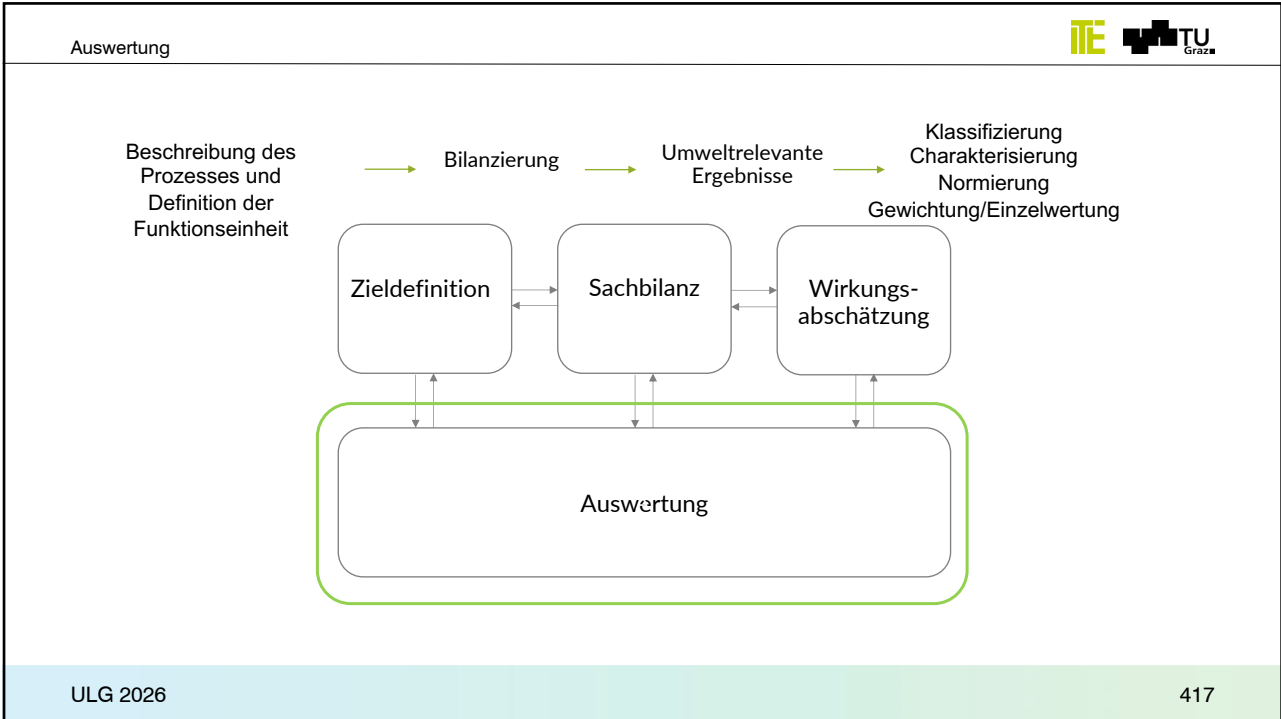 Auswertung
iTE
TU
Graz
Beschreibung des
Prozesses und
Definition der
Funktionseinheit
Bilanzierung
Umweltrelevante
Ergebnisse
Klassifizierung
Charakterisierung
Normierung
Gewichtung/Einzelwertung
Zieldefinition
Sachbilanz
Wirkungs-
abschätzung
Auswertung
ULG 2026
417